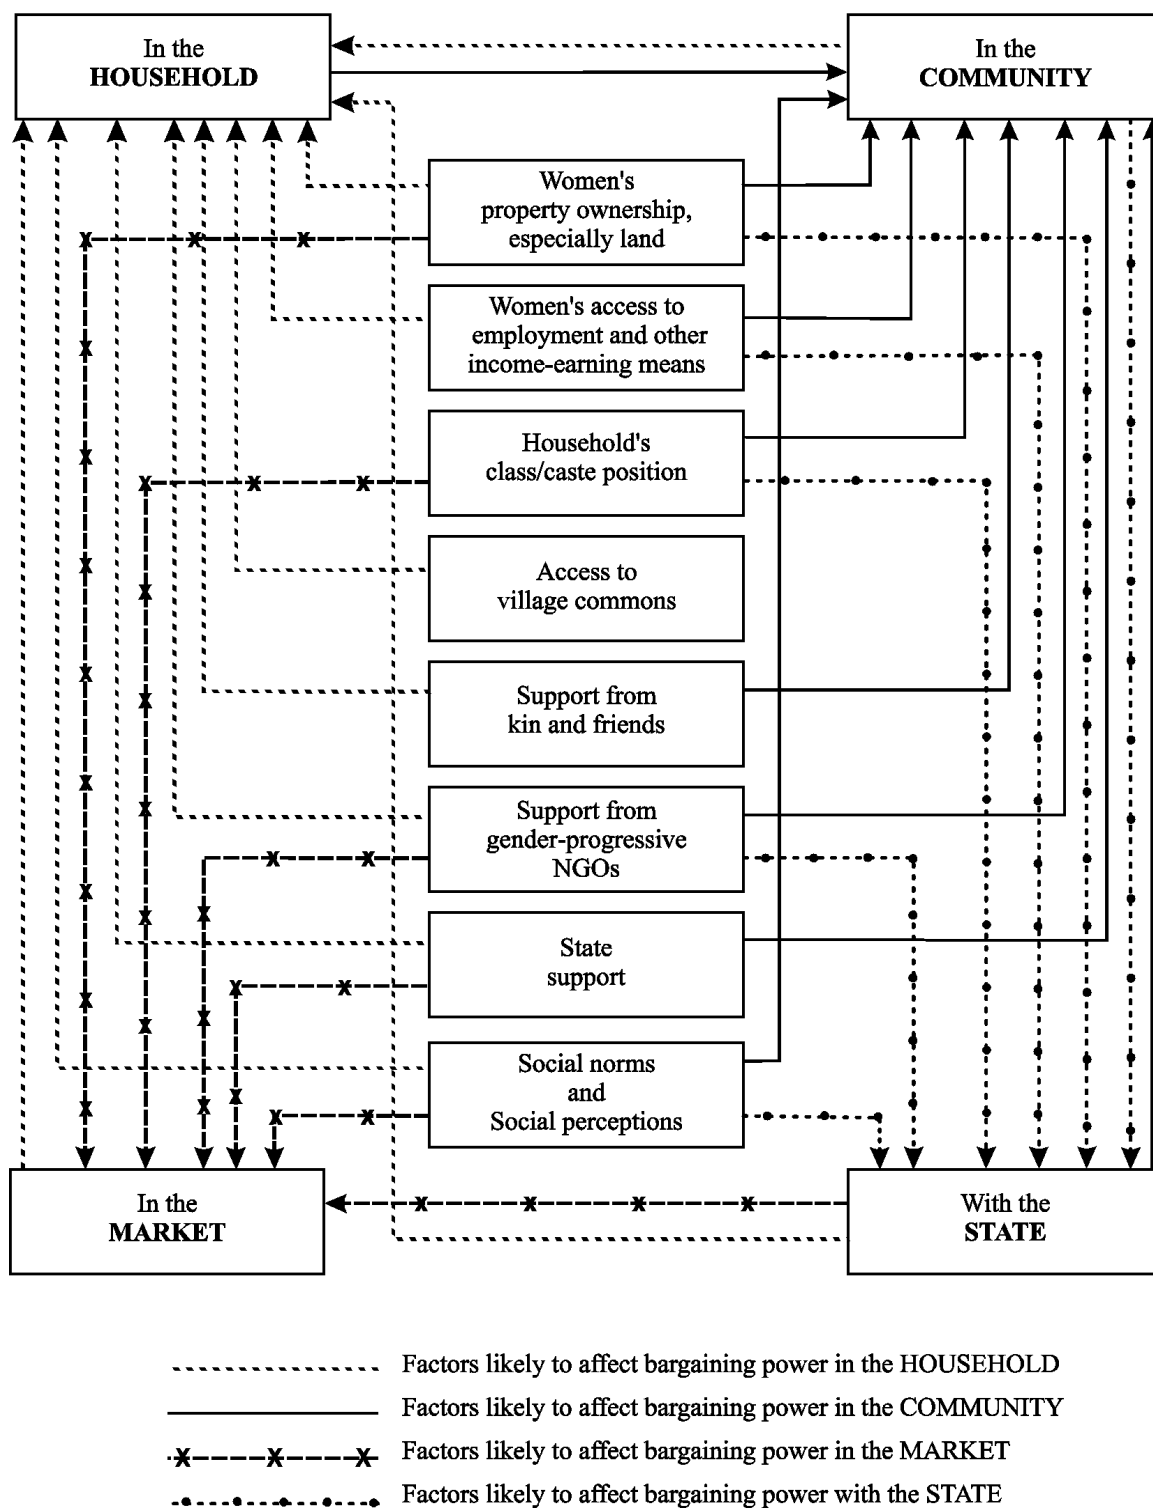 In the
HOUSEHOLD
In the
COMMUNITY
Women's
property ownership,
especially land
Women's access to
employment and other
income-earning means
Household's
class/caste position
Access to
village commons
Support from
kin and friends
Support from
gender-progressive
NGOs
State
support
Social norms
and
Social perceptions
In the
MARKET
With the
STATE
Factors likely to affect bargaining power in the HOUSEHOLD
Factors likely to affect bargaining power in the COMMUNITY
Factors likely to affect bargaining power in the MARKET
Factors likely to affect bargaining power with the STATE